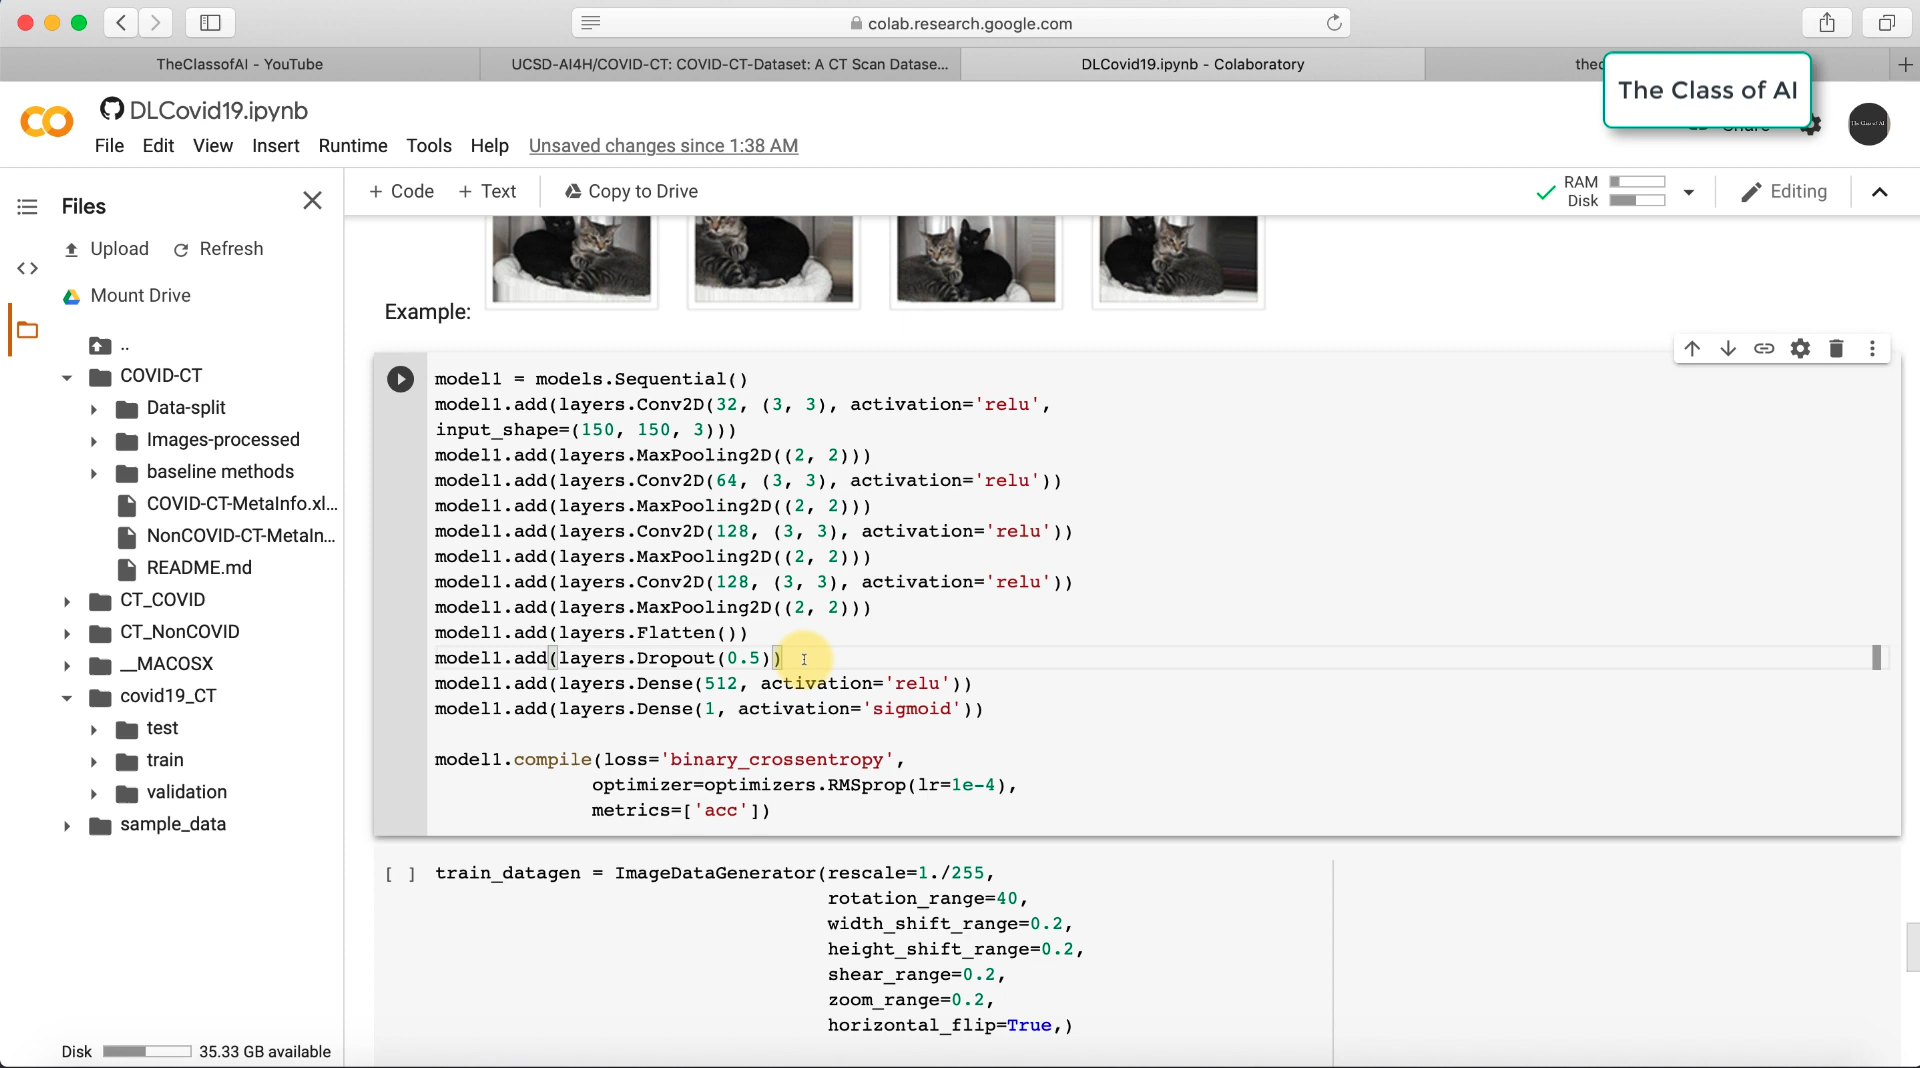 colab.research.google.com
TheClassofAI - YouTube
UCSD-AI4H/COVID-CT: COVID-CT-Dataset: A CT Scan Datase...
DLCovid19.ipynb - Colaboratory
The Class of AI
DLCovid19.ipynb
File Edit View Insert Runtime Tools Help Unsaved changes since 1:38 AM
+ Code + Text Copy to Drive
RAM
Disk
Editing
Files
Upload Refresh
Mount Drive
..
COVID-CT
Data-split
Images-processed
baseline methods
COVID-CT-MetaInfo.xl...
NonCOVID-CT-MetaIn...
README.md
CT_COVID
CT_NonCOVID
__MACOSX
covid19_CT
test
train
validation
sample_data
Disk 35.33 GB available
Example:
model1 = models.Sequential()
model1.add(layers.Conv2D(32, (3, 3), activation='relu',
input_shape=(150, 150, 3)))
model1.add(layers.MaxPooling2D((2, 2)))
model1.add(layers.Conv2D(64, (3, 3), activation='relu'))
model1.add(layers.MaxPooling2D((2, 2)))
model1.add(layers.Conv2D(128, (3, 3), activation='relu'))
model1.add(layers.MaxPooling2D((2, 2)))
model1.add(layers.Conv2D(128, (3, 3), activation='relu'))
model1.add(layers.MaxPooling2D((2, 2)))
model1.add(layers.Flatten())
model1.add(layers.Dropout(0.5))
model1.add(layers.Dense(512, activation='relu'))
model1.add(layers.Dense(1, activation='sigmoid'))
model1.compile(loss='binary_crossentropy',
optimizer=optimizers.RMSprop(lr=1e-4),
metrics=['acc'])
[ ] train_datagen = ImageDataGenerator(rescale=1./255,
rotation_range=40,
width_shift_range=0.2,
height_shift_range=0.2,
shear_range=0.2,
zoom_range=0.2,
horizontal_flip=True,)